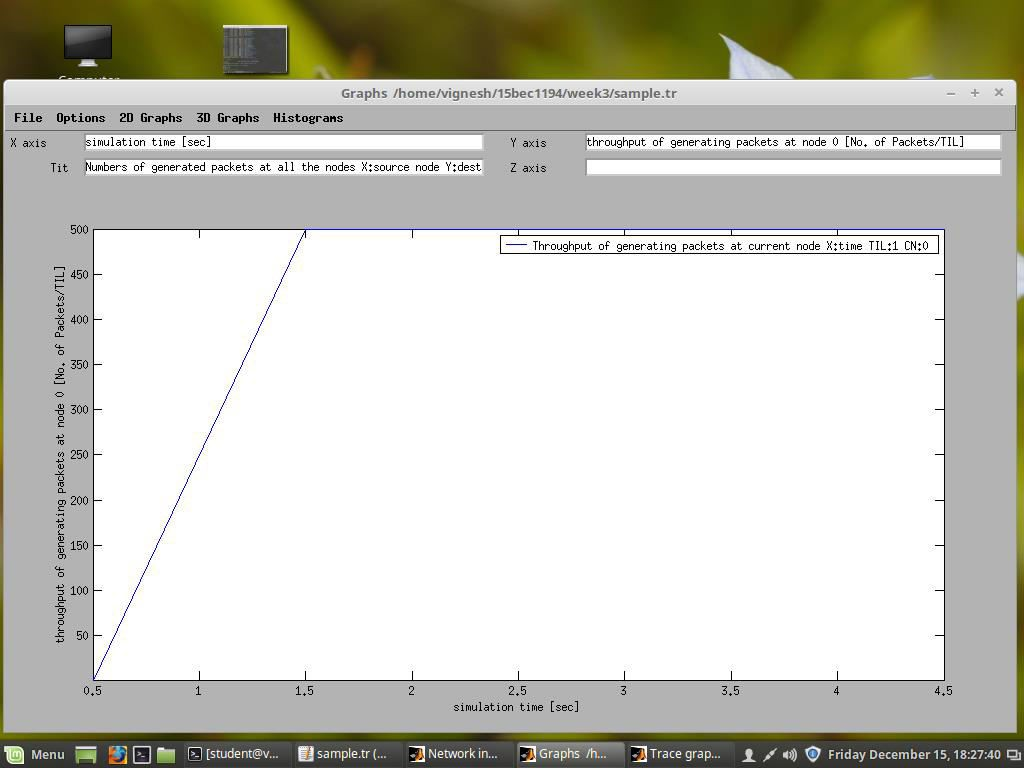 Computer
Graphs /home/vignesh/15bec1194/week3/sample.tr
File Options 2D Graphs 3D Graphs Histograms
X axis simulation time [sec] Y axis throughput of generating packets at node 0 [No. of Packets/TIL]
Tit Numbers of generated packets at all the nodes X:source node Y:dest Z axis
500
Throughput of generating packets at current node X:time TIL:1 CN:0
450
400
350
300
250
200
150
100
50
throughput of generating packets at node 0 [No. of Packets/TIL]
0.5 1 1.5 2 2.5 3 3.5 4 4.5
simulation time [sec]
Menu [student@v... sample.tr (... Network in... Graphs /h... Trace grap... Friday December 15, 18:27:40